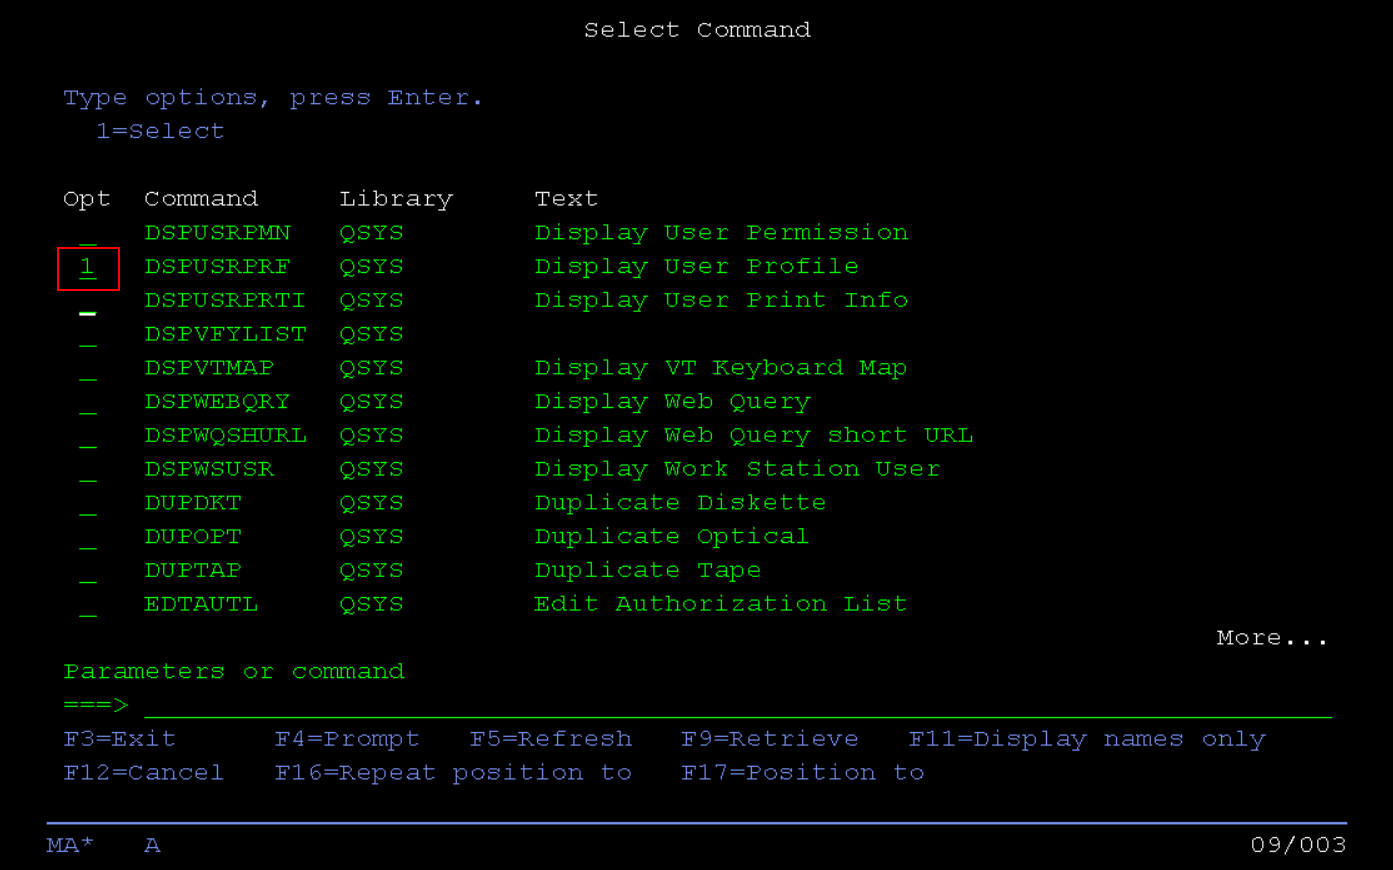 Select Command
Type options, press Enter.
1=Select
Opt Command Library Text
_ DSPUSRPMN QSYS Display User Permission
1 DSPUSRPRF QSYS Display User Profile
_ DSPUSRPRTI QSYS Display User Print Info
_ DSPVFYLIST QSYS
_ DSPVTMAP QSYS Display VT Keyboard Map
_ DSPWEBQRY QSYS Display Web Query
_ DSPWQSHURL QSYS Display Web Query short URL
_ DSPWSUSR QSYS Display Work Station User
_ DUPDKT QSYS Duplicate Diskette
_ DUPOPT QSYS Duplicate Optical
_ DUPTAP QSYS Duplicate Tape
_ EDTAUTL QSYS Edit Authorization List
More...
Parameters or command
===>
F3=Exit F4=Prompt F5=Refresh F9=Retrieve F11=Display names only
F12=Cancel F16=Repeat position to F17=Position to
MA* A 09/003